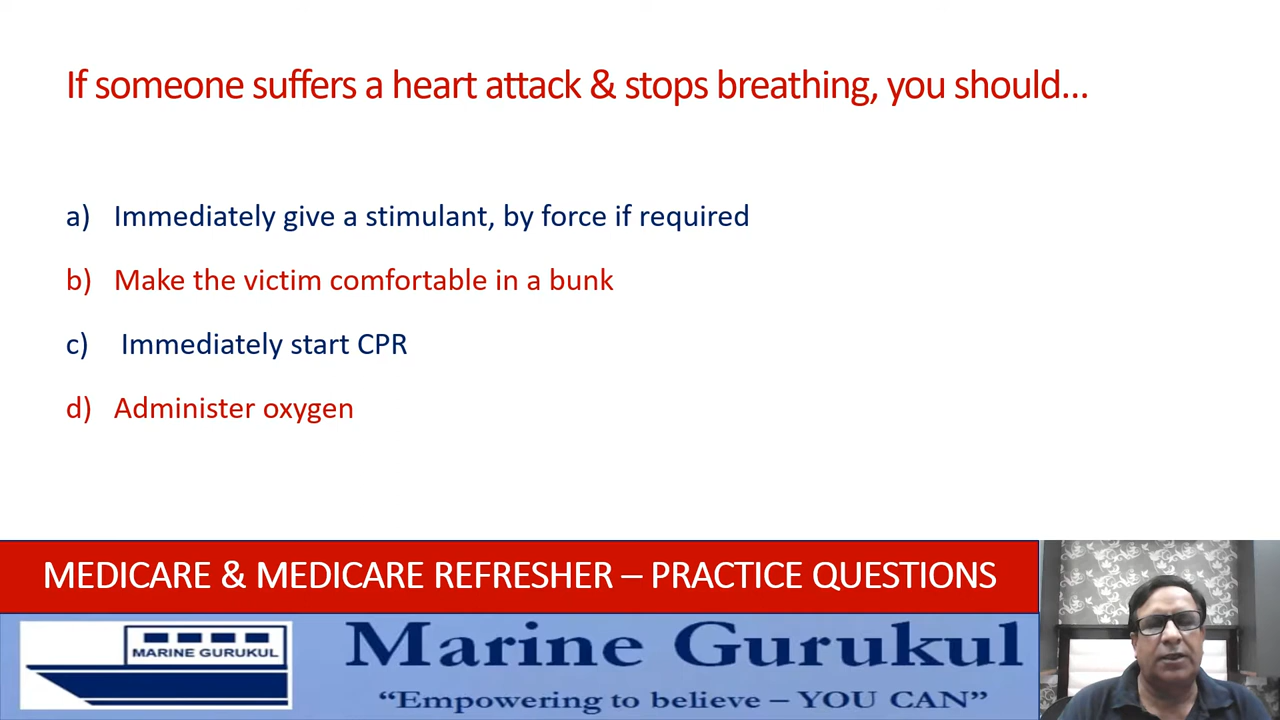 If someone suffers a heart attack & stops breathing, you should...
a) Immediately give a stimulant, by force if required
b) Make the victim comfortable in a bunk
c) Immediately start CPR
d) Administer oxygen
MEDICARE & MEDICARE REFRESHER – PRACTICE QUESTIONS
MARINE GURUKUL
Marine Gurukul
“Empowering to believe – YOU CAN”